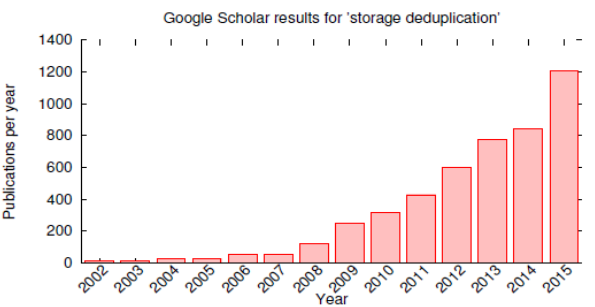 Google Scholar results for 'storage deduplication'
1400
1200
1000
800
600
400
200
0
Publications per year
2002 2003 2004 2005 2006 2007 2008 2009 2010 2011 2012 2013 2014 2015
Year